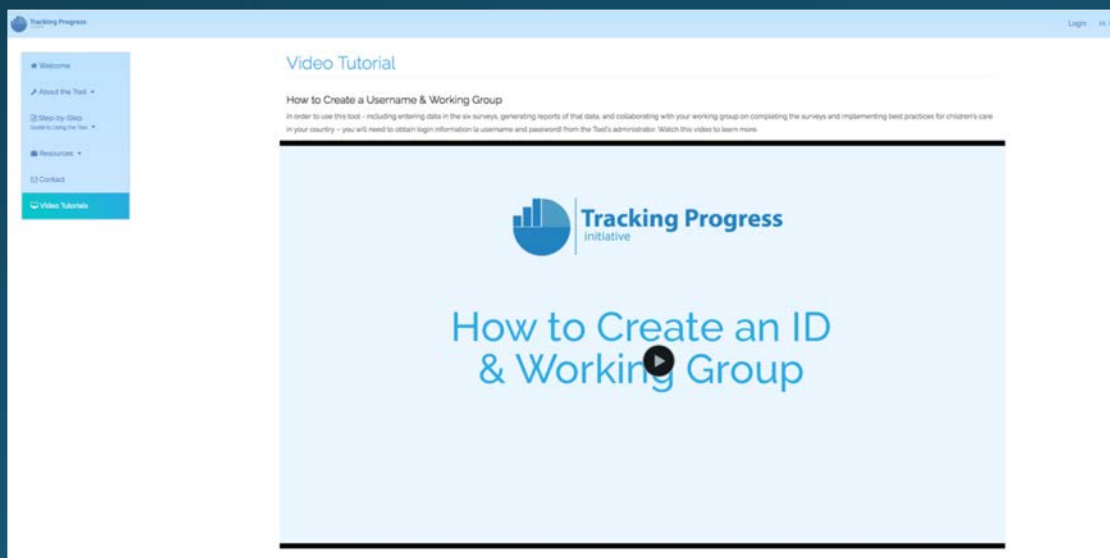 Tracking Progress
Login
Welcome
About the Tool
Step-by-Step
Guide to Using the Tool
Resources
Contact
Video Tutorials
Video Tutorial
How to Create a Username & Working Group
In order to use this tool - including entering data in the six surveys, generating reports of that data, and collaborating with your working group on completing the surveys and implementing best practices for children's care
in your country – you will need to obtain login information (a username and password) from the Tool's administrator. Watch this video to learn more.
Tracking Progress
initiative
How to Create an ID
& Working Group